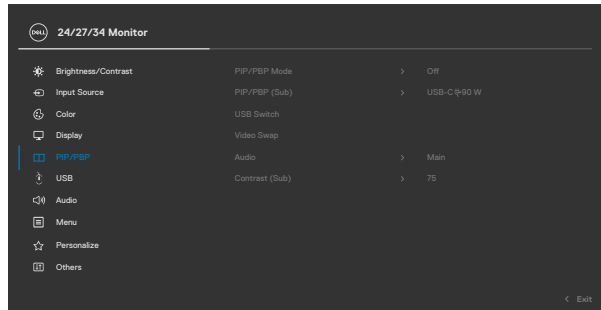 DELL 24/27/34 Monitor
Brightness/Contrast PIP/PBP Mode > Off
Input Source PIP/PBP (Sub) > USB-C 90 W
Color USB Switch
Display Video Swap
PIP/PBP Audio > Main
USB Contrast (Sub) > 75
Audio
Menu
Personalize
Others
< Exit